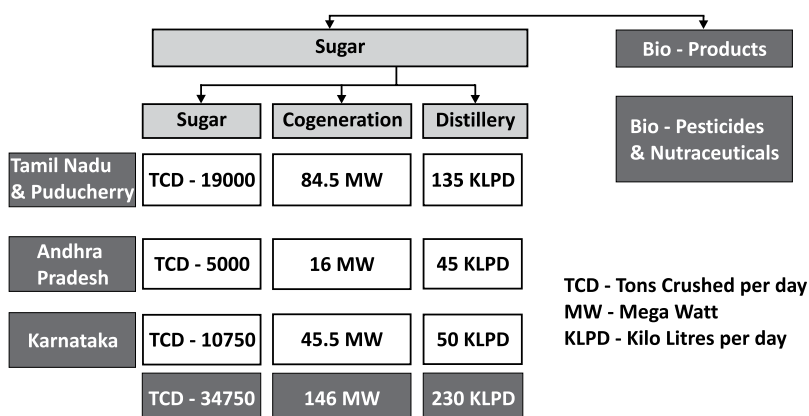 Sugar
Bio - Products
Sugar
Cogeneration
Distillery
Bio - Pesticides
& Nutraceuticals
Tamil Nadu
& Puducherry
TCD - 19000
84.5 MW
135 KLPD
Andhra
Pradesh
TCD - 5000
16 MW
45 KLPD
TCD - Tons Crushed per day
MW - Mega Watt
KLPD - Kilo Litres per day
Karnataka
TCD - 10750
45.5 MW
50 KLPD
TCD - 34750
146 MW
230 KLPD